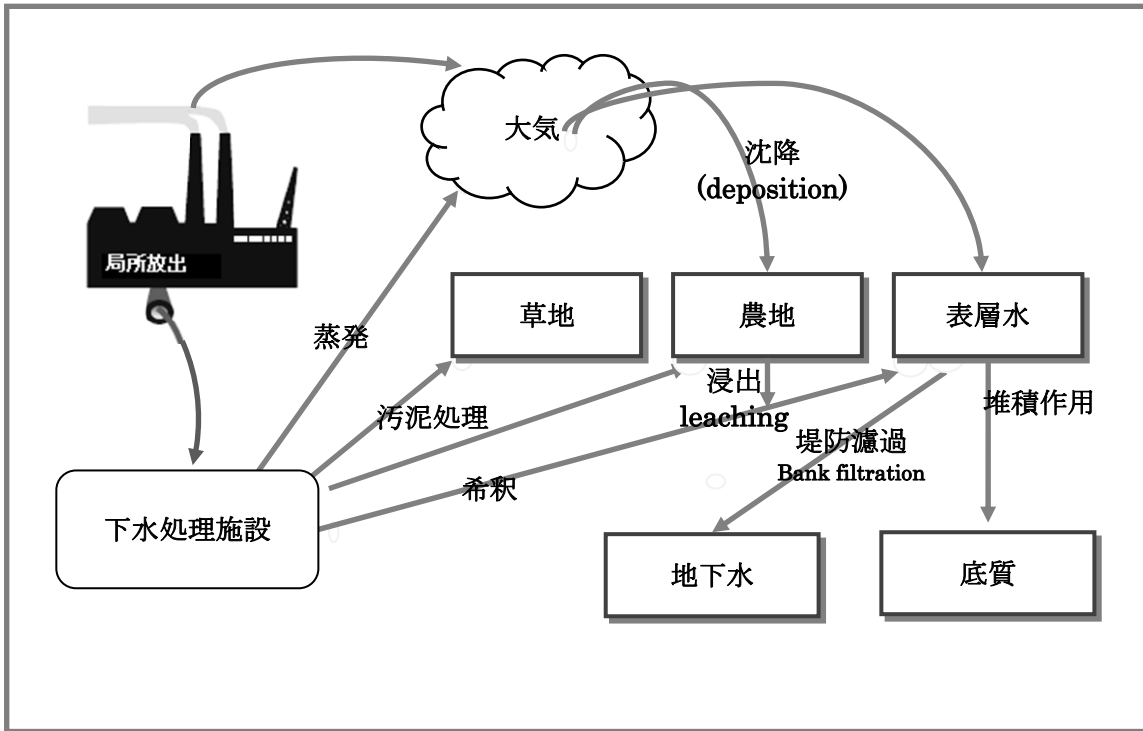 大気
沈降
(deposition)
局所放出
草地
農地
表層水
蒸発
浸出
leaching
汚泥処理
堆積作用
堤防濾過
Bank filtration
希釈
下水処理施設
地下水
底質